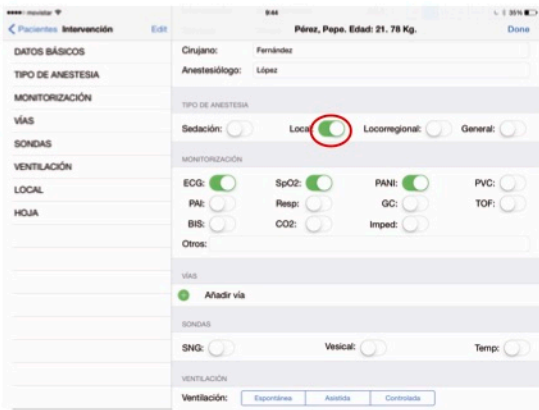 movistar 9:44 35%
Pacientes Intervención Edit Pérez, Pepe. Edad: 21. 78 Kg. Done
DATOS BÁSICOS
TIPO DE ANESTESIA
MONITORIZACIÓN
VÍAS
SONDAS
VENTILACIÓN
LOCAL
HOJA
Cirujano: Fernández
Anestesiólogo: López
TIPO DE ANESTESIA
Sedación: Local Locorregional: General:
MONITORIZACIÓN
ECG: SpO2: PANI: PVC:
PAI: Resp: GC: TOF:
BIS: CO2: Imped:
Otros:
VÍAS
Añadir vía
SONDAS
SNG: Vesical: Temp:
VENTILACIÓN
Ventilación: Espontánea Asistida Controlada